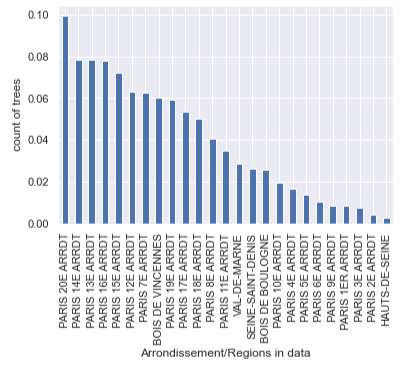 0.10
0.08
0.06
0.04
0.02
0.00
count of trees
PARIS 20E ARRDT
PARIS 14E ARRDT
PARIS 13E ARRDT
PARIS 16E ARRDT
PARIS 15E ARRDT
PARIS 12E ARRDT
PARIS 7E ARRDT
BOIS DE VINCENNES
PARIS 19E ARRDT
PARIS 17E ARRDT
PARIS 18E ARRDT
PARIS 8E ARRDT
PARIS 11E ARRDT
VAL-DE-MARNE
SEINE-SAINT-DENIS
BOIS DE BOULOGNE
PARIS 10E ARRDT
PARIS 4E ARRDT
PARIS 5E ARRDT
PARIS 6E ARRDT
PARIS 9E ARRDT
PARIS 1ER ARRDT
PARIS 3E ARRDT
PARIS 2E ARRDT
HAUTS-DE-SEINE
Arrondissement/Regions in data